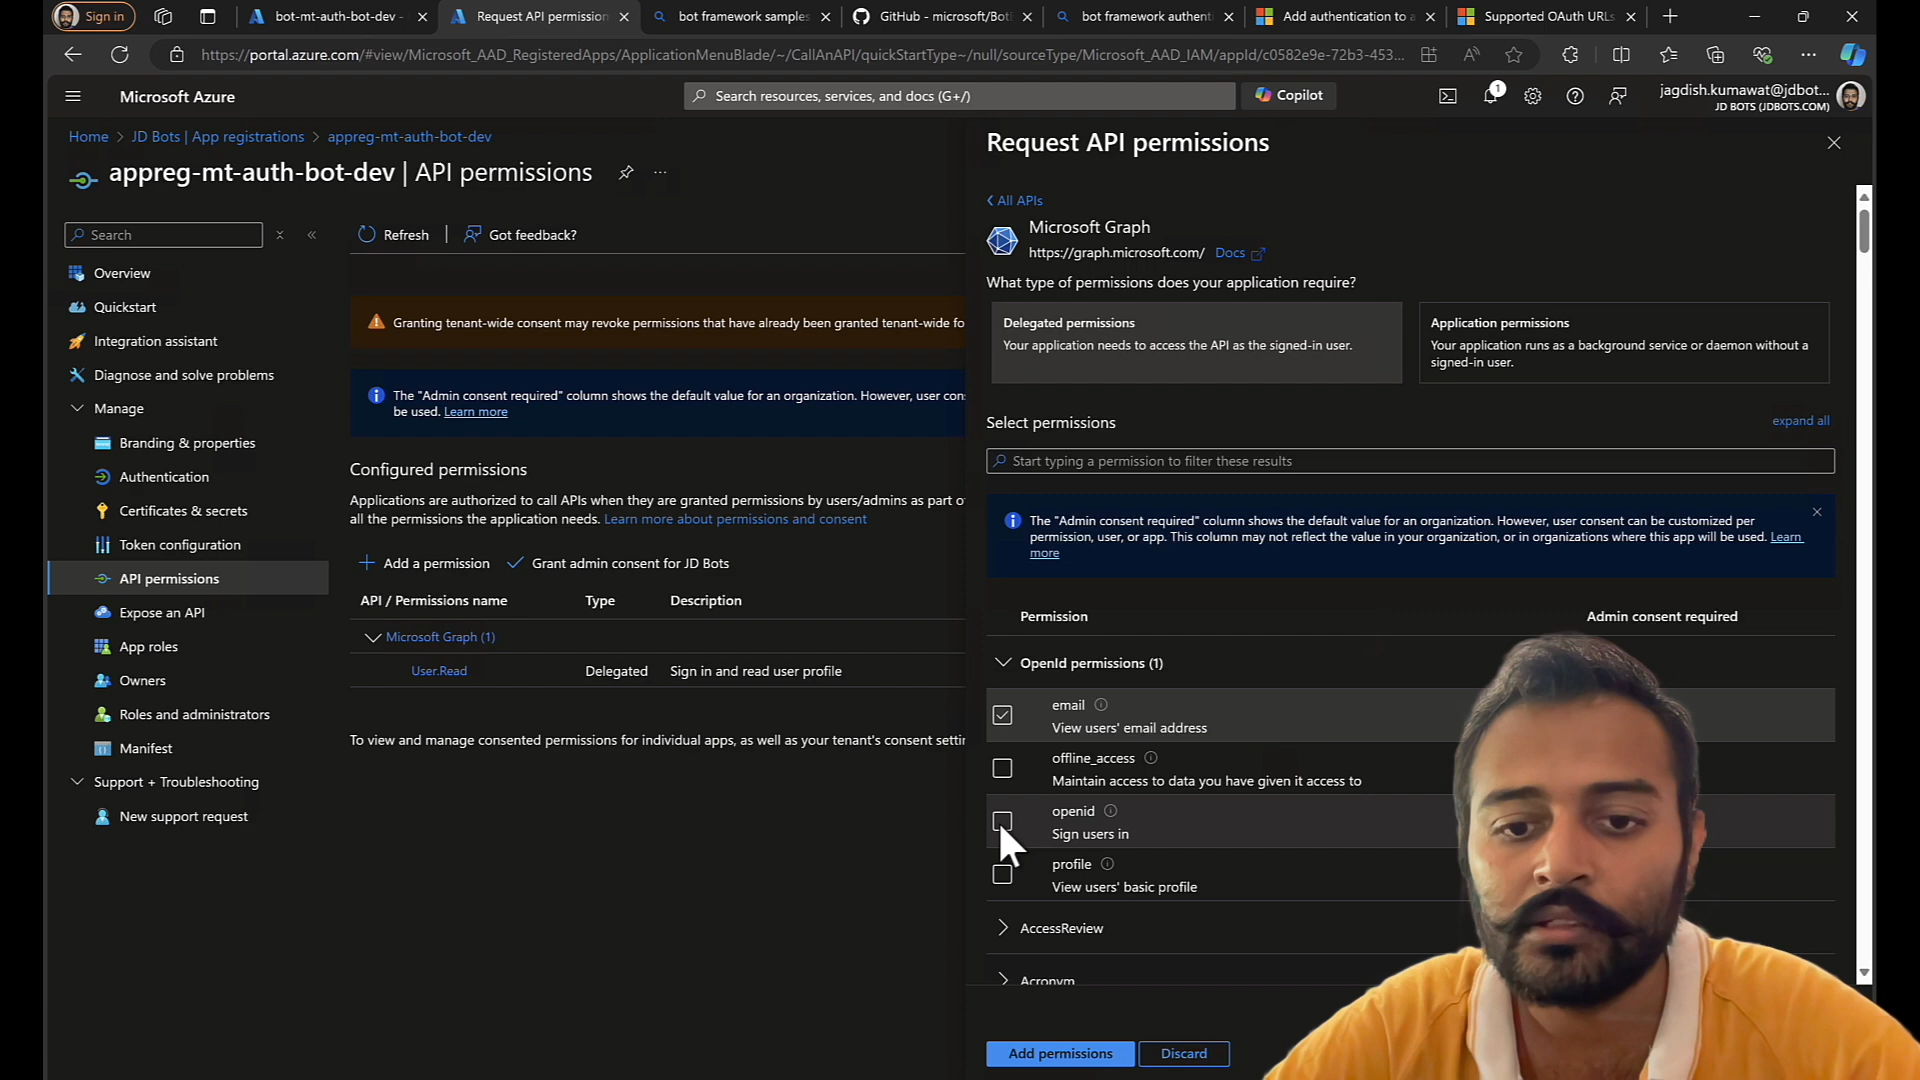 Sign in
bot-mt-auth-bot-dev -
Request API permission
bot framework samples
GitHub - microsoft/Bot
bot framework authent
Add authentication to a
Supported OAuth URLs
https://portal.azure.com/#view/Microsoft_AAD_RegisteredApps/ApplicationMenuBlade/~/CallAnAPI/quickStartType~/null/sourceType/Microsoft_AAD_IAM/appId/c0582e9e-72b3-453...
Microsoft Azure
Search resources, services, and docs (G+/)
Copilot
1
jagdish.kumawat@jdbot...
JD BOTS (JDBOTS.COM)
Home > JD Bots | App registrations > appreg-mt-auth-bot-dev
appreg-mt-auth-bot-dev | API permissions
Search
Overview
Quickstart
Integration assistant
Diagnose and solve problems
Manage
Branding & properties
Authentication
Certificates & secrets
Token configuration
API permissions
Expose an API
App roles
Owners
Roles and administrators
Manifest
Support + Troubleshooting
New support request
Refresh
Got feedback?
Granting tenant-wide consent may revoke permissions that have already been granted tenant-wide fo
The "Admin consent required" column shows the default value for an organization. However, user con
be used. Learn more
Configured permissions
Applications are authorized to call APIs when they are granted permissions by users/admins as part of
all the permissions the application needs. Learn more about permissions and consent
Add a permission
Grant admin consent for JD Bots
API / Permissions name Type Description
Microsoft Graph (1)
User.Read Delegated Sign in and read user profile
To view and manage consented permissions for individual apps, as well as your tenant's consent settin
Request API permissions
All APIs
Microsoft Graph
https://graph.microsoft.com/ Docs
What type of permissions does your application require?
Delegated permissions
Your application needs to access the API as the signed-in user.
Application permissions
Your application runs as a background service or daemon without a
signed-in user.
Select permissions
expand all
Start typing a permission to filter these results
The "Admin consent required" column shows the default value for an organization. However, user consent can be customized per
permission, user, or app. This column may not reflect the value in your organization, or in organizations where this app will be used. Learn
more
Permission
Admin consent required
OpenId permissions (1)
email
View users' email address
offline_access
Maintain access to data you have given it access to
openid
Sign users in
profile
View users' basic profile
AccessReview
Acronym
Add permissions
Discard